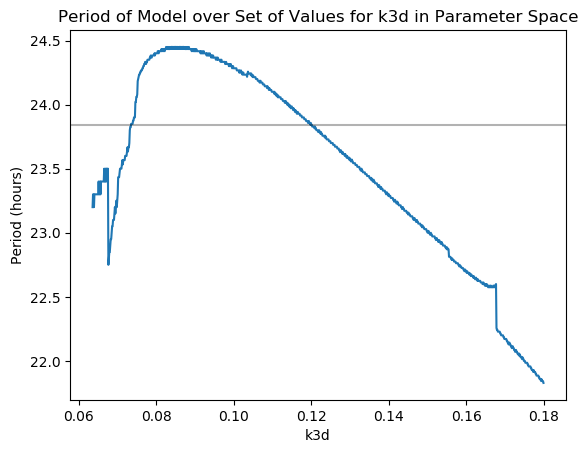 Period of Model over Set of Values for k3d in Parameter Space
24.5
24.0
23.5
23.0
22.5
22.0
Period (hours)
0.06 0.08 0.10 0.12 0.14 0.16 0.18
k3d